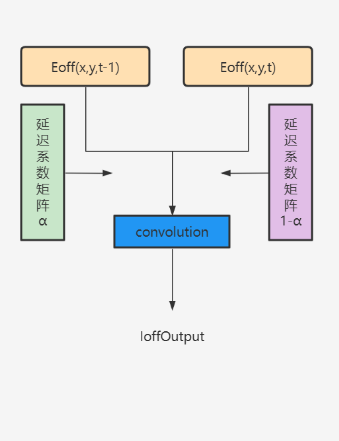 Eoff(x,y,t-1)
Eoff(x,y,t)
延
迟
系
数
矩
阵
α
延
迟
系
数
矩
阵
1-α
convolution
IoffOutput